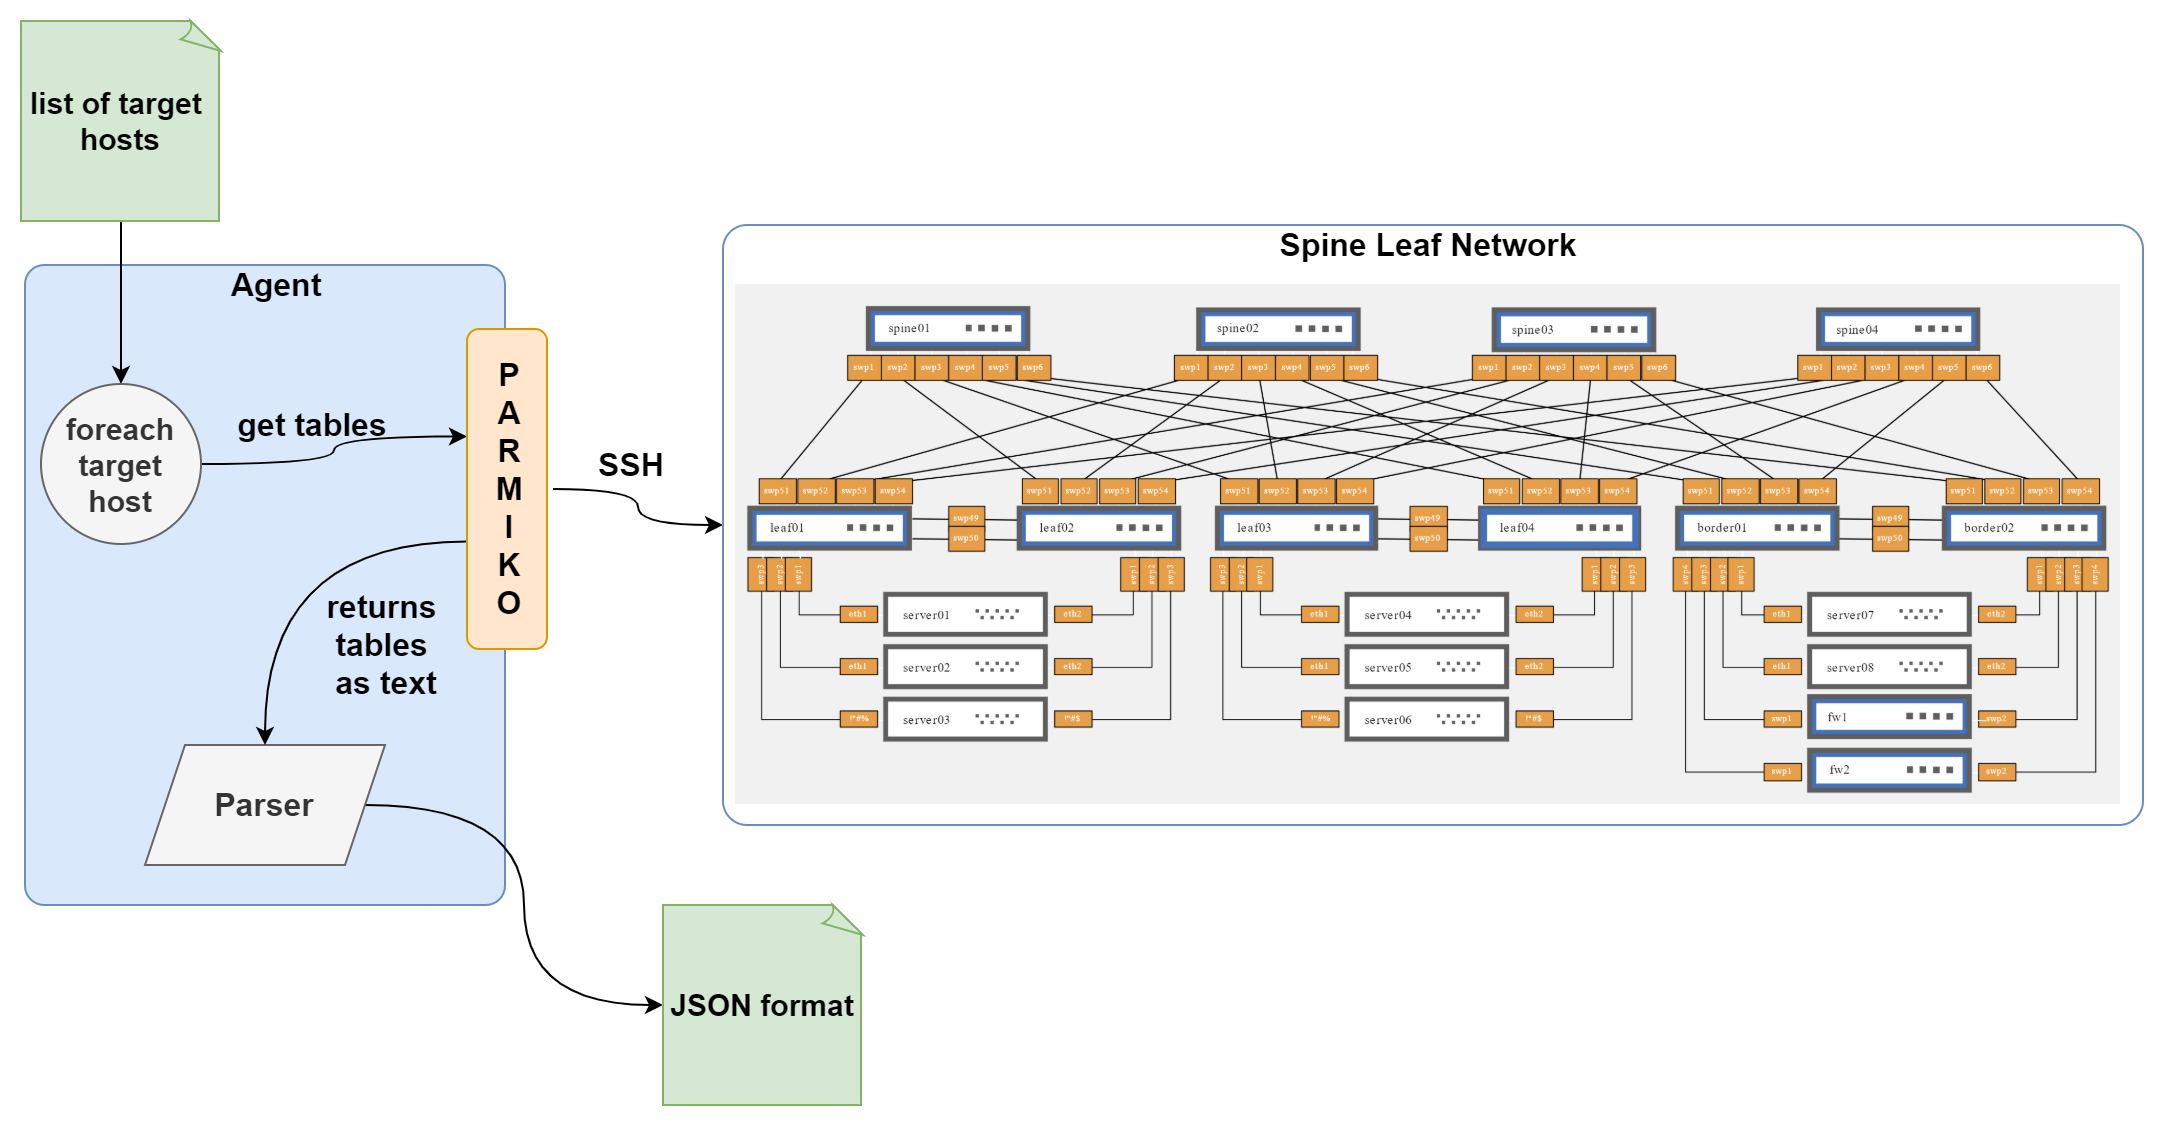 list of target
hosts
Agent
foreach
target
host
get tables
P
A
R
M
I
K
O
SSH
returns
tables
as text
Parser
JSON format
Spine Leaf Network
spine01
spine02
spine03
spine04
swp1 swp2 swp3 swp4 swp5 swp6
swp1 swp2 swp3 swp4 swp5 swp6
swp1 swp2 swp3 swp4 swp5 swp6
swp1 swp2 swp3 swp4 swp5 swp6
swp51 swp52 swp53 swp54
swp51 swp52 swp53 swp54
swp51 swp52 swp53 swp54
swp51 swp52 swp53 swp54
swp51 swp52 swp53 swp54
swp51 swp52 swp53 swp54
leaf01
swp49
swp50
leaf02
leaf03
swp49
swp50
leaf04
border01
swp49
swp50
border02
swp3 swp2 swp1
swp1 swp2 swp3
swp3 swp2 swp1
swp1 swp2 swp3
swp4 swp3 swp2 swp1
swp1 swp2 swp3 swp4
eth1 server01 eth2
eth1 server02 eth2
!"#% server03 !"#$
eth1 server04 eth2
eth1 server05 eth2
!"#% server06 !"#$
eth1 server07 eth2
eth1 server08 eth2
swp1 fw1 swp2
swp1 fw2 swp2